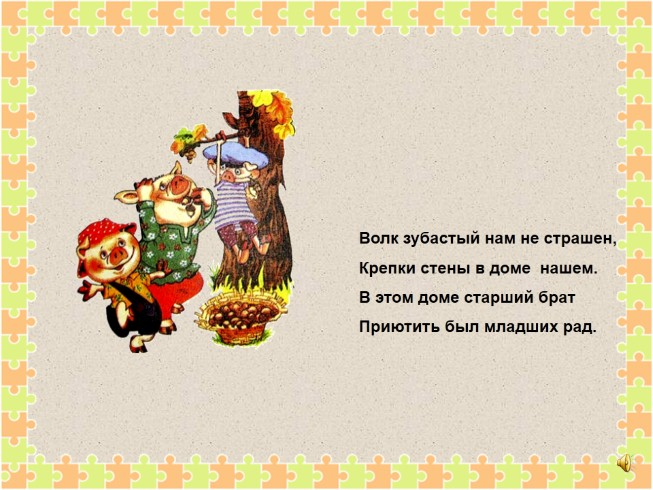 Волк зубастый нам не страшен,
Крепки стены в доме нашем.
В этом доме старший брат
Приютить был младших рад.